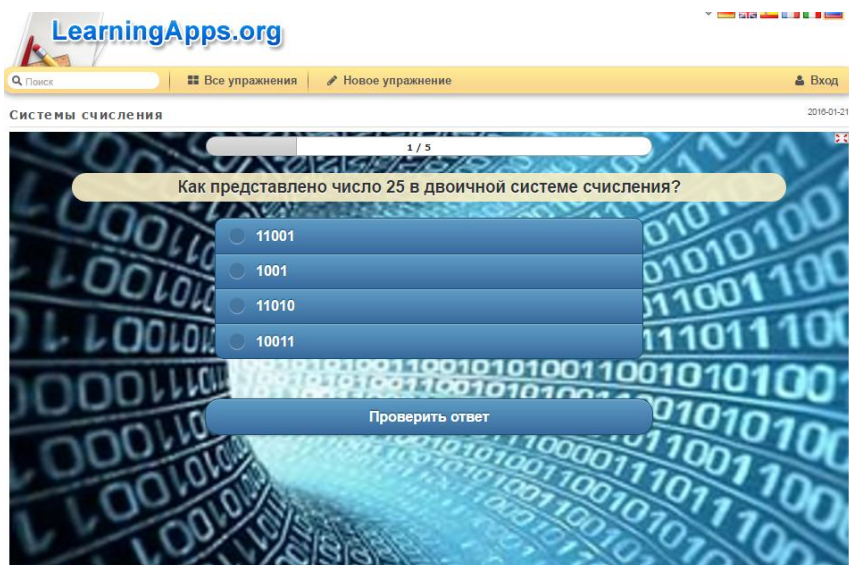 LearningApps.org
Поиск
Все упражнения
Новое упражнение
Вход
Системы счисления
2016-01-21
1 / 5
Как представлено число 25 в двоичной системе счисления?
11001
1001
11010
10011
Проверить ответ